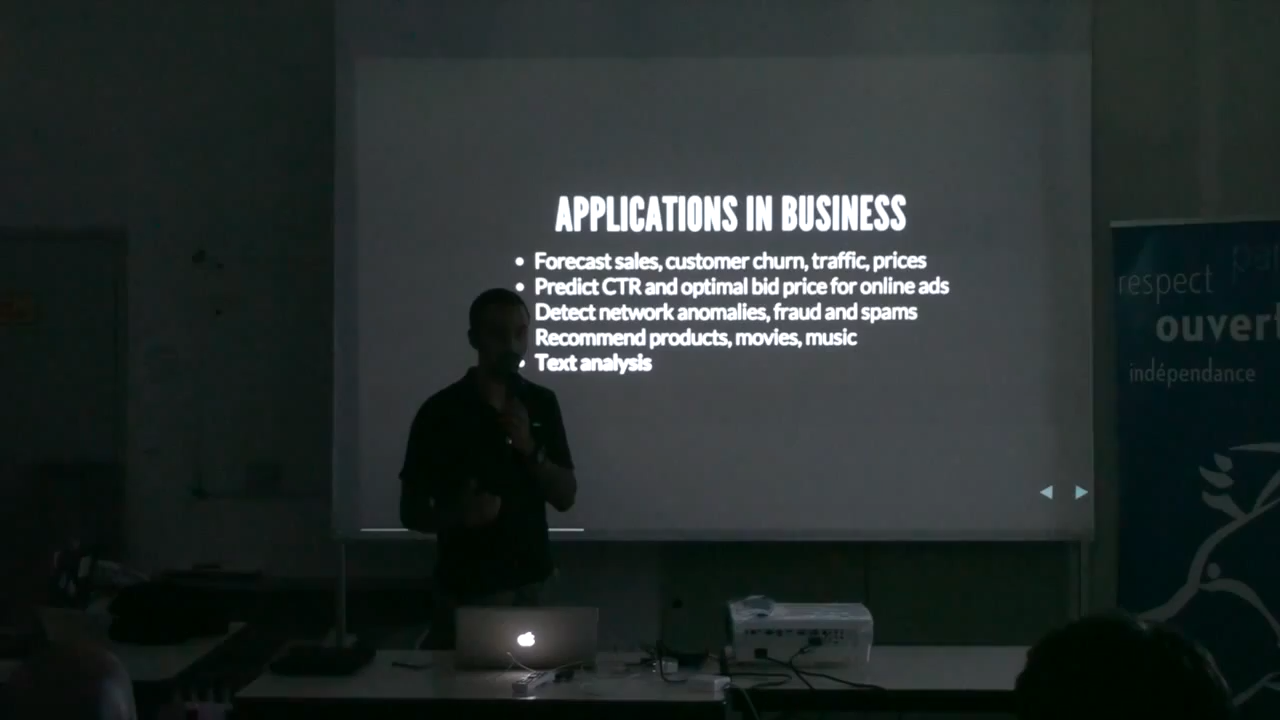 APPLICATIONS IN BUSINESS
Forecast sales, customer churn, traffic, prices
Predict CTR and optimal bid price for online ads
Detect network anomalies, fraud and spams
Recommend products, movies, music
Text analysis
respect
ouvert
indépendance